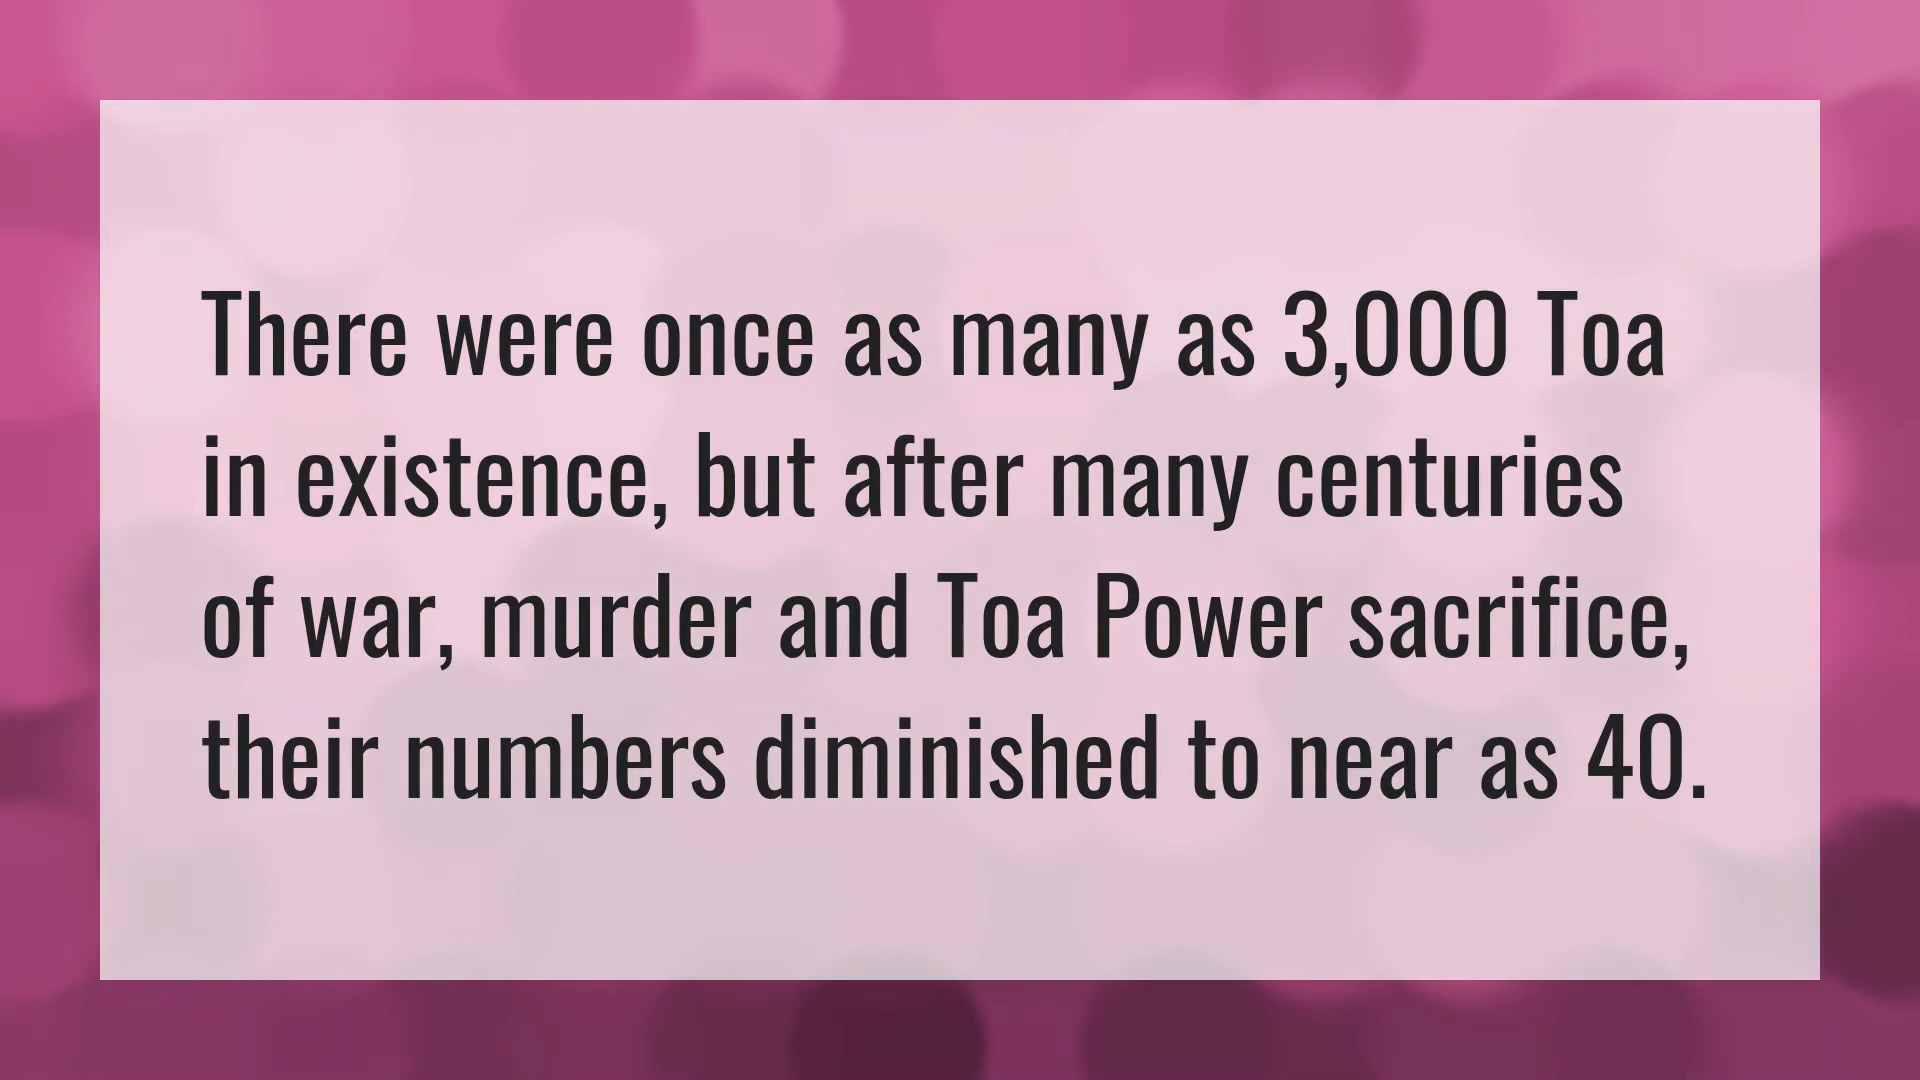 There were once as many as 3,000 Toa
in existence, but after many centuries
of war, murder and Toa Power sacrifice,
their numbers diminished to near as 40.